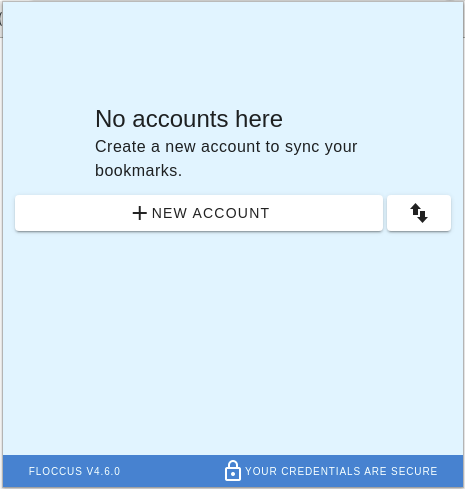 No accounts here
Create a new account to sync your
bookmarks.
NEW ACCOUNT
FLOCCUS V4.6.0
YOUR CREDENTIALS ARE SECURE